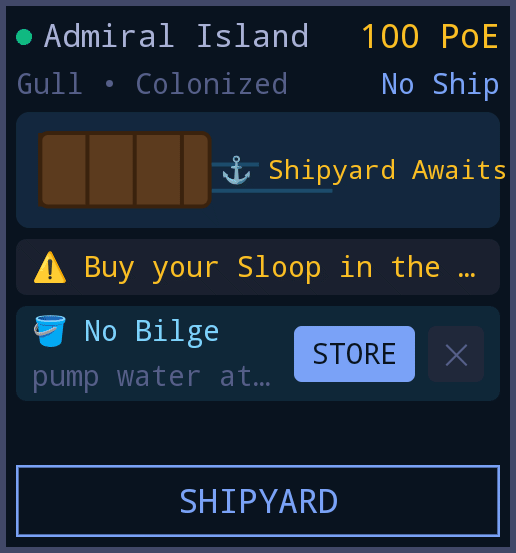 Admiral Island 100 PoE
Gull • Colonized No Ship
⚓ Shipyard Awaits
⚠️ Buy your Sloop in the …
🪣 No Bilge
pump water at…
STORE
SHIPYARD